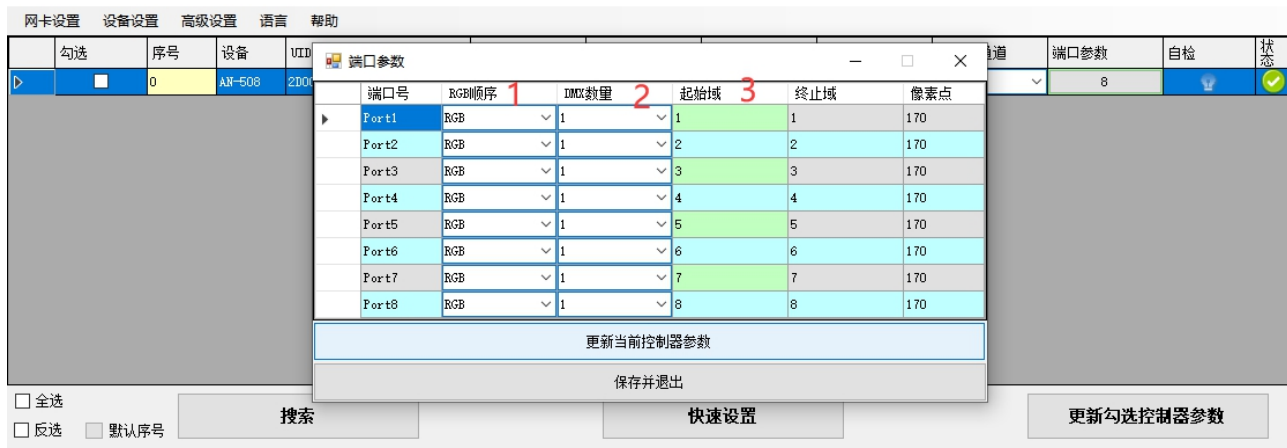 网卡设置 设备设置 高级设置 语言 帮助
勾选 序号 设备 UID 道 端口参数 自检 状态
0 AN-508 2D00 8
端口参数
端口号 RGB顺序 1 DMX数量 2 起始域 3 终止域 像素点
Port1 RGB 1 1 1 170
Port2 RGB 1 2 2 170
Port3 RGB 1 3 3 170
Port4 RGB 1 4 4 170
Port5 RGB 1 5 5 170
Port6 RGB 1 6 6 170
Port7 RGB 1 7 7 170
Port8 RGB 1 8 8 170
更新当前控制器参数
保存并退出
全选
反选 默认序号 搜索 快速设置 更新勾选控制器参数